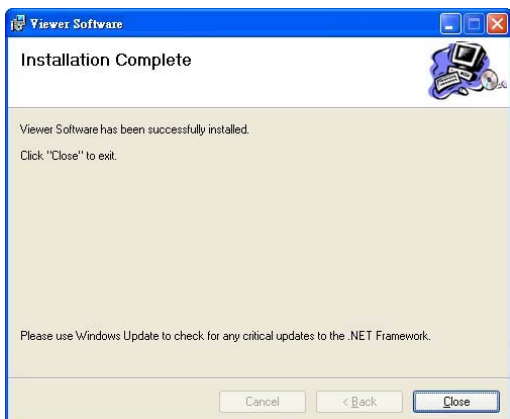 Viewer Software
Installation Complete
Viewer Software has been successfully installed.
Click "Close" to exit.
Please use Windows Update to check for any critical updates to the .NET Framework.
Cancel
< Back
Close